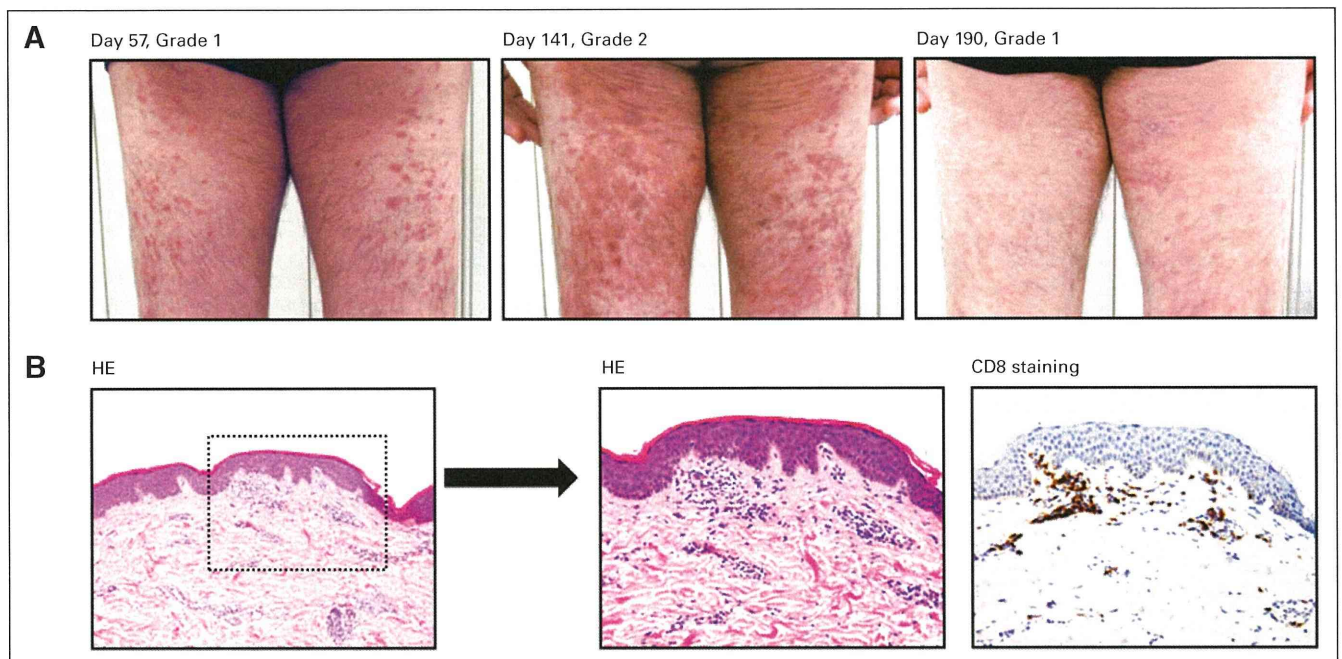 A
Day 57, Grade 1
Day 141, Grade 2
Day 190, Grade 1
B
HE
HE
CD8 staining